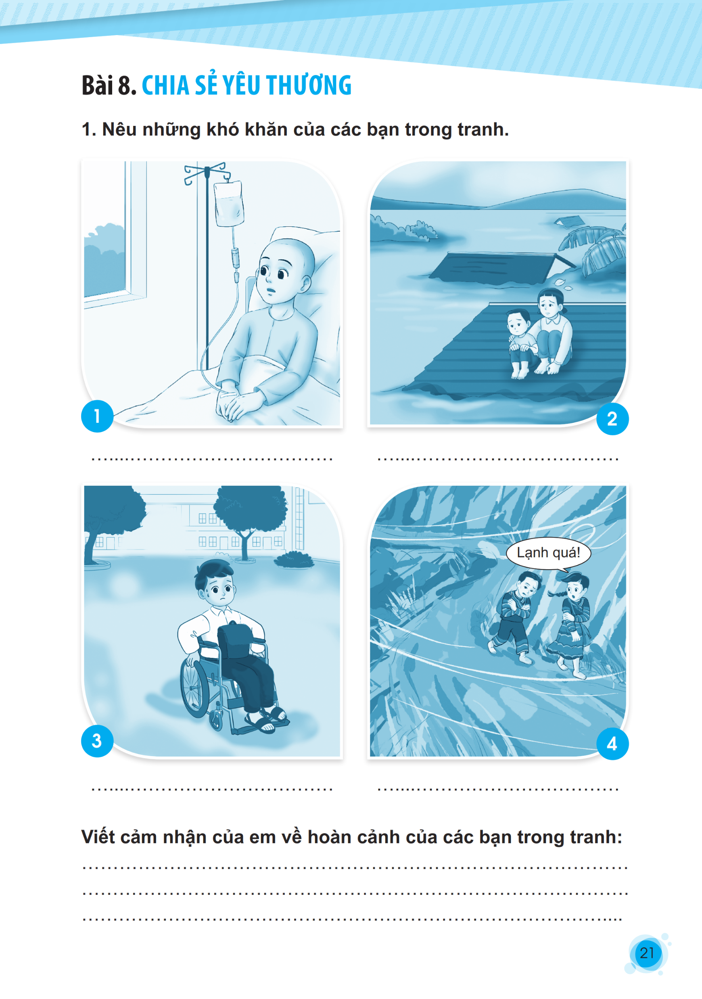 Bài 8. CHIA SẺ YÊU THƯƠNG
1. Nêu những khó khăn của các bạn trong tranh.
1
2
3
Lạnh quá!
4
Viết cảm nhận của em về hoàn cảnh của các bạn trong tranh:
21